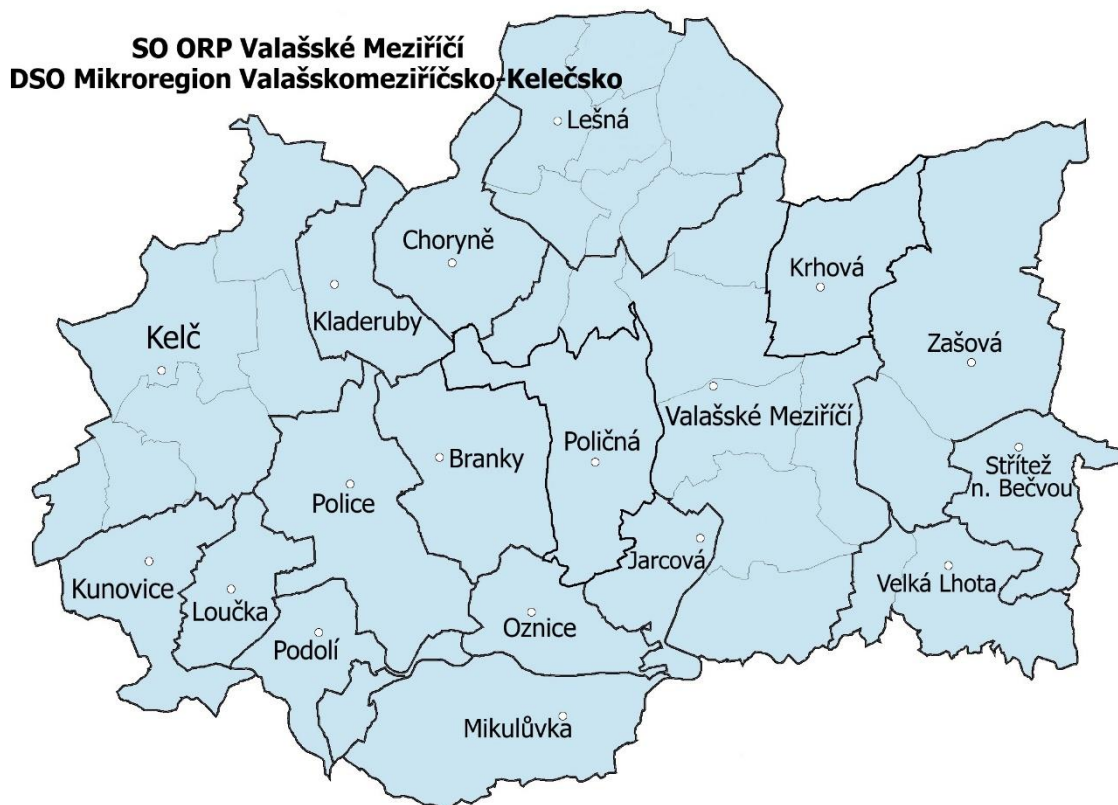 SO ORP Valašské Meziříčí
DSO Mikroregion Valašskomeziříčsko-Kelečsko
Lešná
Choryně
Krhová
Kladeruby
Kelč
Zašová
Valašské Meziříčí
Branky
Poličná
Střítež
n. Bečvou
Police
Jarcová
Kunovice
Velká Lhota
Loučka
Oznice
Podolí
Mikulůvka